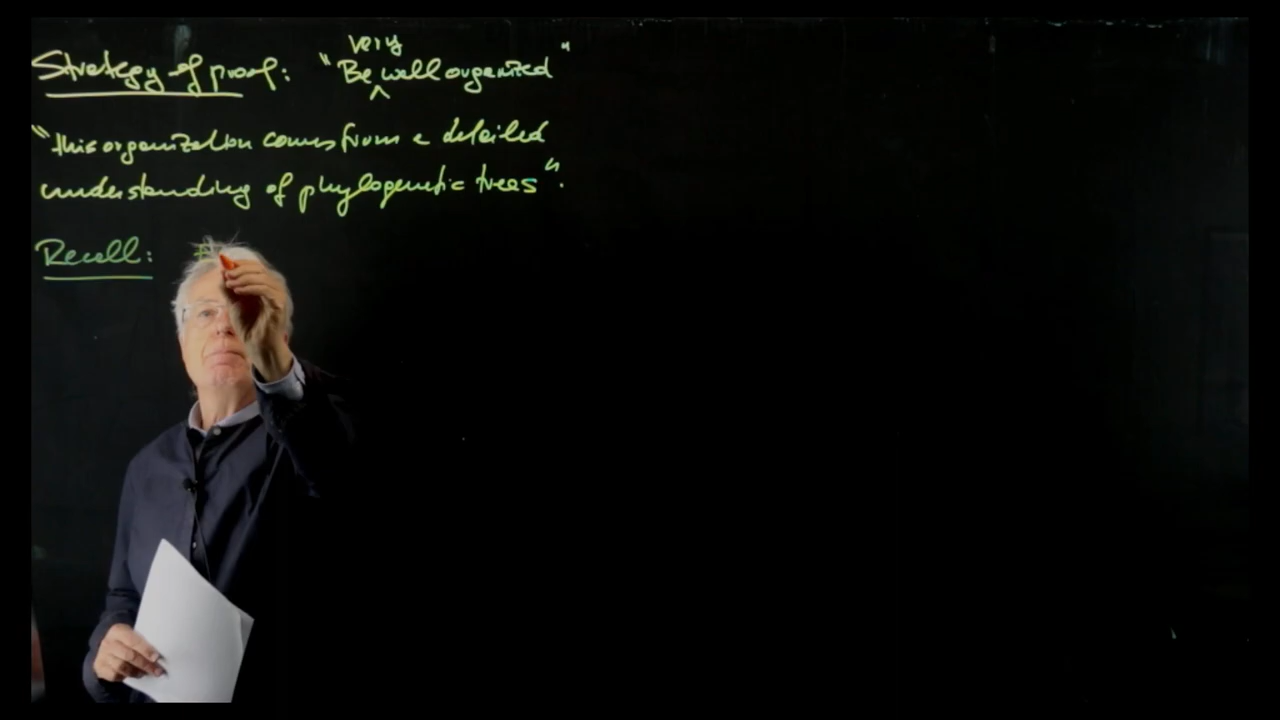 very
Strategy of proof: "Be ^ well organized"
"this organization comes from a detailed
understanding of phylogenetic trees".
Recall: